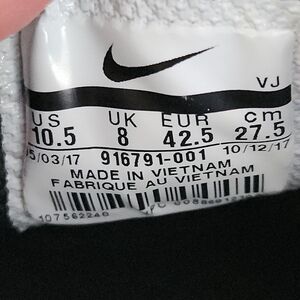 VJ
US UK EUR cm
10.5 8 42.5 27.5
05/03/17 916791-001 10/12/17
MADE IN VIETNAM
FABRIQUE AU VIETNAM